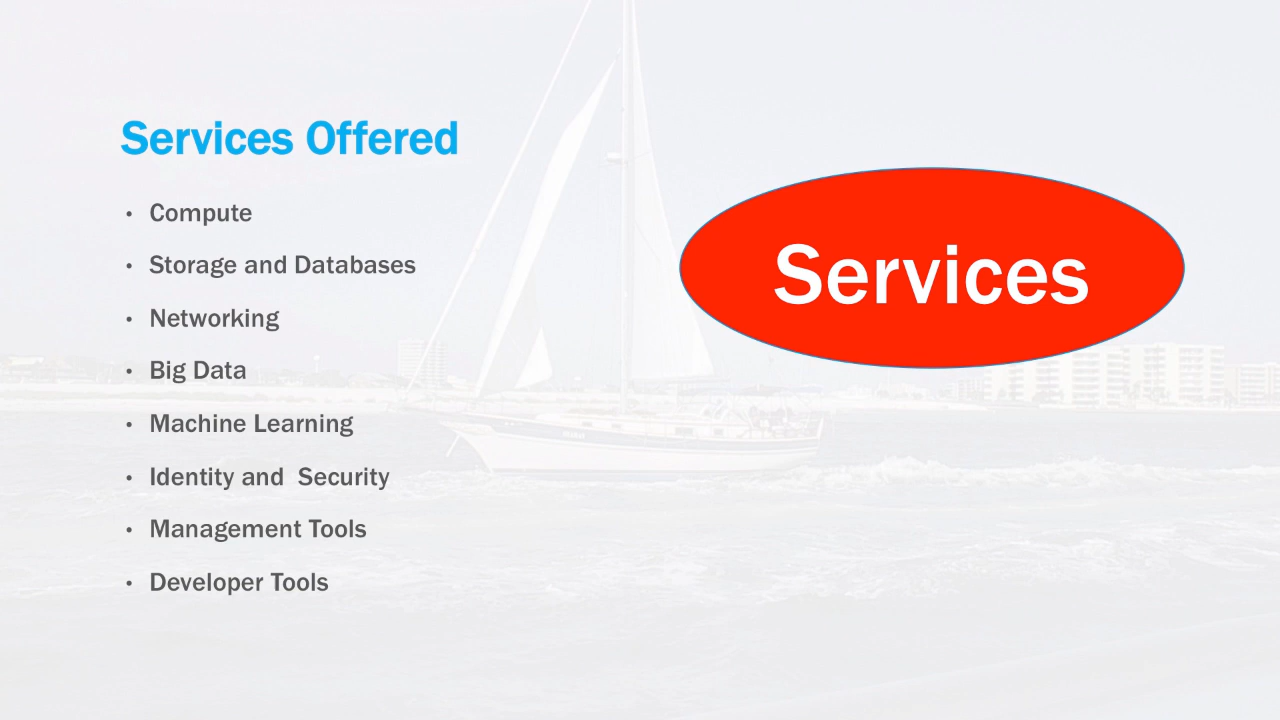 Services Offered
• Compute
• Storage and Databases
• Networking
• Big Data
• Machine Learning
• Identity and  Security
• Management Tools
• Developer Tools
Services